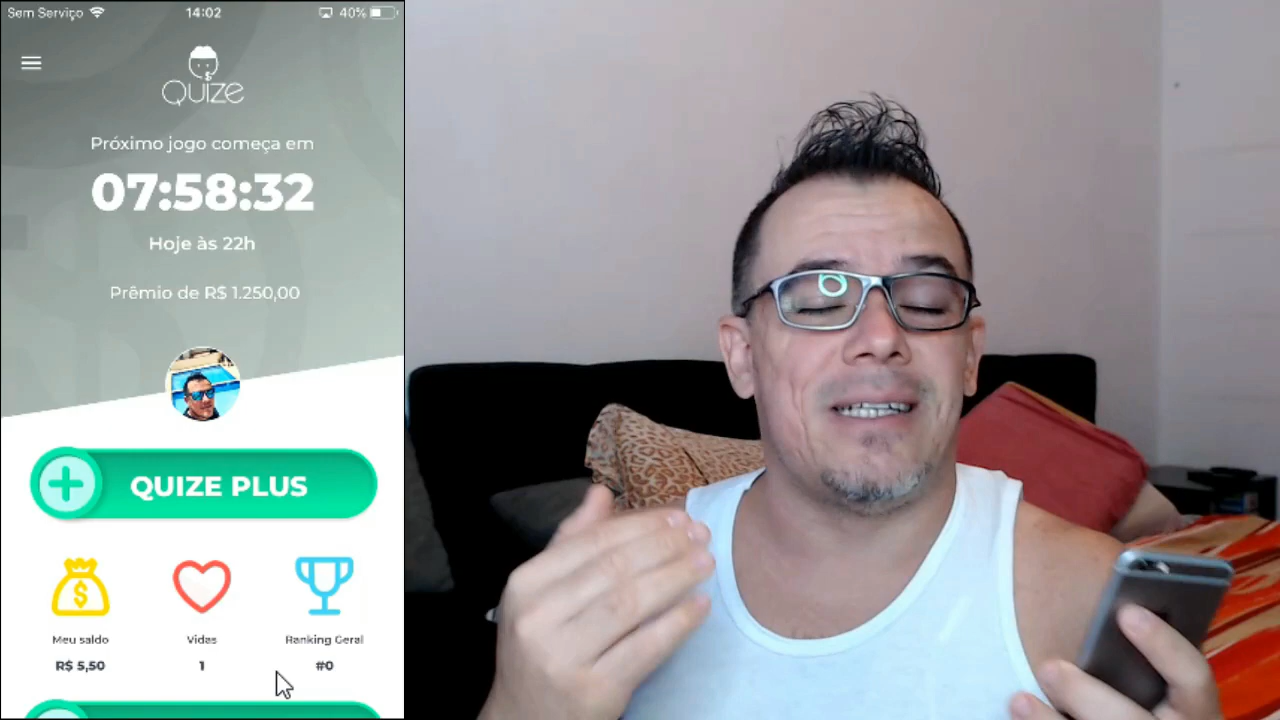 Sem Serviço
14:02
40%
Quize
Próximo jogo começa em
07:58:32
Hoje às 22h
Prêmio de R$ 1.250,00
QUIZE PLUS
Meu saldo
Vidas
Ranking Geral
R$ 5,50
1
#0